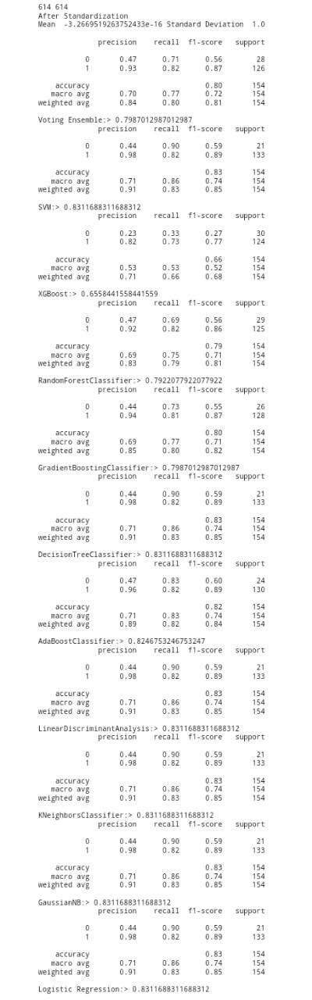 614 614
After Standardization
Mean  -3.2669519263752433e-16 Standard Deviation  1.0
precision recall f1-score support
0 0.47 0.71 0.56 28
1 0.93 0.82 0.87 126
accuracy 0.80 154
macro avg 0.70 0.77 0.72 154
weighted avg 0.84 0.80 0.81 154
Voting Ensemble:> 0.7987012987012987
precision recall f1-score support
0 0.44 0.90 0.59 21
1 0.98 0.82 0.89 133
accuracy 0.83 154
macro avg 0.71 0.86 0.74 154
weighted avg 0.91 0.83 0.85 154
SVM:> 0.8311688311688312
precision recall f1-score support
0 0.23 0.33 0.27 30
1 0.82 0.73 0.77 124
accuracy 0.66 154
macro avg 0.53 0.53 0.52 154
weighted avg 0.71 0.66 0.68 154
XGBoost:> 0.6558441558441559
precision recall f1-score support
0 0.47 0.69 0.56 29
1 0.92 0.82 0.86 125
accuracy 0.79 154
macro avg 0.69 0.75 0.71 154
weighted avg 0.83 0.79 0.81 154
RandomForestClassifier:> 0.7922077922077922
precision recall f1-score support
0 0.44 0.73 0.55 26
1 0.94 0.81 0.87 128
accuracy 0.80 154
macro avg 0.69 0.77 0.71 154
weighted avg 0.85 0.80 0.82 154
GradientBoostingClassifier:> 0.7987012987012987
precision recall f1-score support
0 0.44 0.90 0.59 21
1 0.98 0.82 0.89 133
accuracy 0.83 154
macro avg 0.71 0.86 0.74 154
weighted avg 0.91 0.83 0.85 154
DecisionTreeClassifier:> 0.8311688311688312
precision recall f1-score support
0 0.47 0.83 0.60 24
1 0.96 0.82 0.89 130
accuracy 0.82 154
macro avg 0.71 0.83 0.74 154
weighted avg 0.89 0.82 0.84 154
AdaBoostClassifier:> 0.8246753246753247
precision recall f1-score support
0 0.44 0.90 0.59 21
1 0.98 0.82 0.89 133
accuracy 0.83 154
macro avg 0.71 0.86 0.74 154
weighted avg 0.91 0.83 0.85 154
LinearDiscriminantAnalysis:> 0.8311688311688312
precision recall f1-score support
0 0.44 0.90 0.59 21
1 0.98 0.82 0.89 133
accuracy 0.83 154
macro avg 0.71 0.86 0.74 154
weighted avg 0.91 0.83 0.85 154
KNeighborsClassifier:> 0.8311688311688312
precision recall f1-score support
0 0.44 0.90 0.59 21
1 0.98 0.82 0.89 133
accuracy 0.83 154
macro avg 0.71 0.86 0.74 154
weighted avg 0.91 0.83 0.85 154
GaussianNB:> 0.8311688311688312
precision recall f1-score support
0 0.44 0.90 0.59 21
1 0.98 0.82 0.89 133
accuracy 0.83 154
macro avg 0.71 0.86 0.74 154
weighted avg 0.91 0.83 0.85 154
Logistic Regression:> 0.8311688311688312